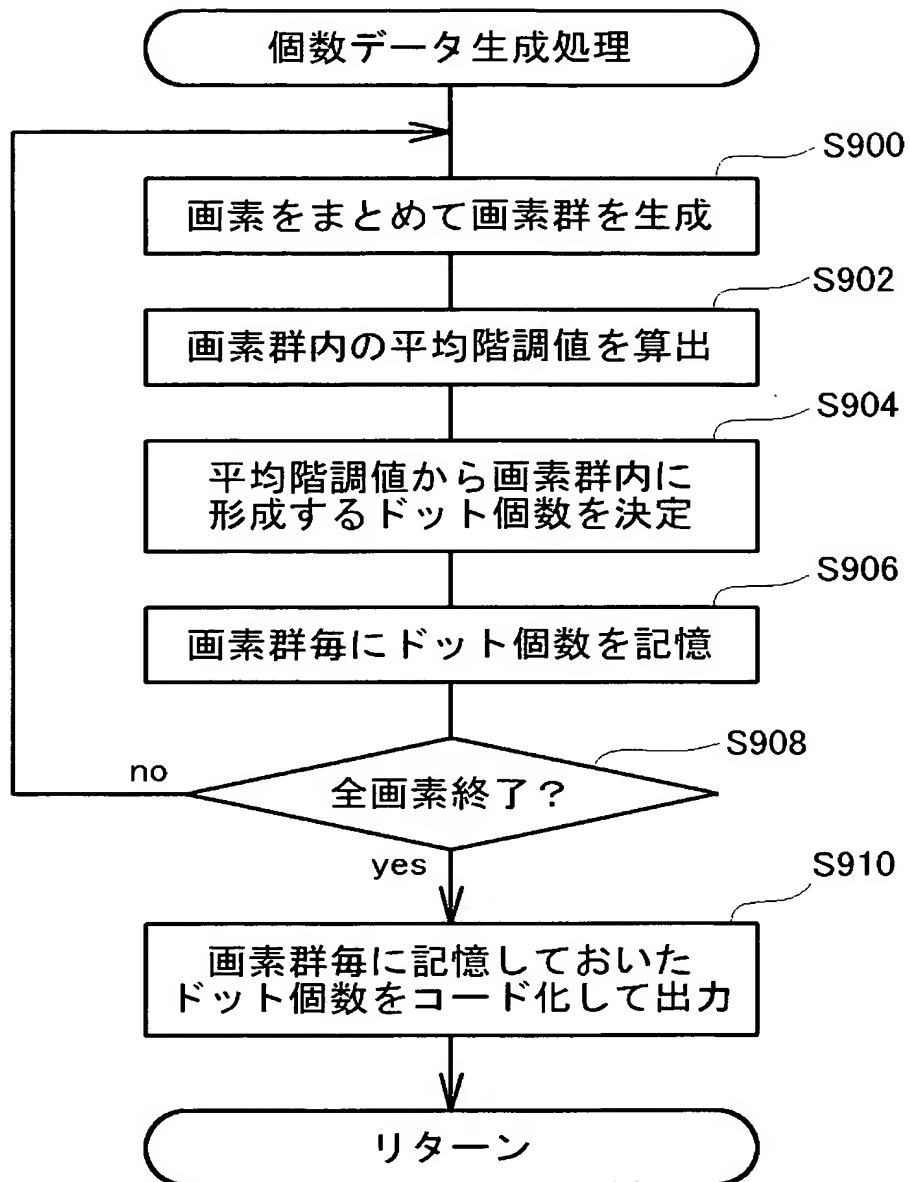 個数データ生成処理
S900
画素をまとめて画素群を生成
S902
画素群内の平均階調値を算出
S904
平均階調値から画素群内に
形成するドット個数を決定
S906
画素群毎にドット個数を記憶
S908
no
全画素終了？
yes
S910
画素群毎に記憶しておいた
ドット個数をコード化して出力
リターン